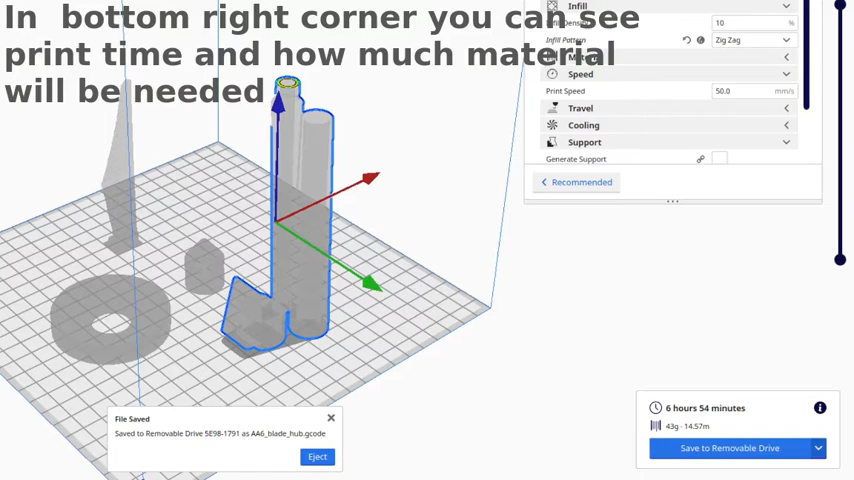 In bottom right corner you can see
print time and how much material
will be needed
Infill
Infill Density
10
%
Infill Pattern
Zig Zag
Speed
Print Speed
50.0
mm/s
Travel
Cooling
Support
Generate Support
Recommended
File Saved
Saved to Removable Drive 5E98-1791 as AA6_blade_hub.gcode
Eject
6 hours 54 minutes
43g · 14.57m
Save to Removable Drive